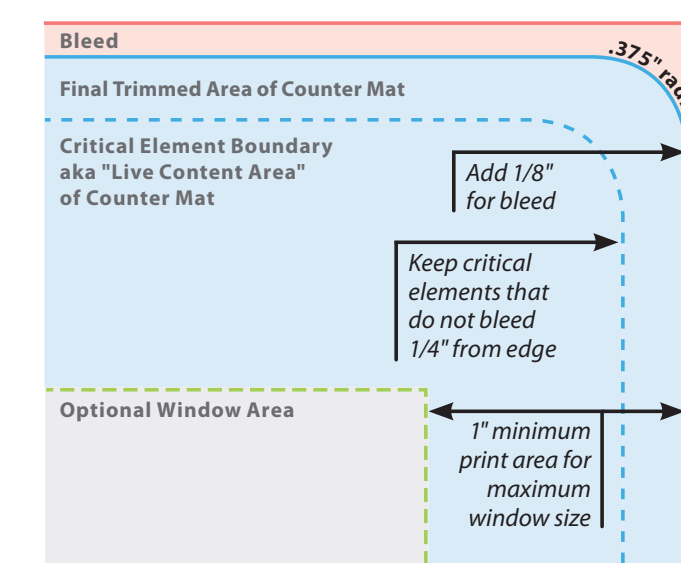 Bleed
.375"
Final Trimmed Area of Counter Mat
Critical Element Boundary
aka "Live Content Area"
of Counter Mat
Add 1/8"
for bleed
Keep critical
elements that
do not bleed
1/4" from edge
Optional Window Area
1" minimum
print area for
maximum
window size